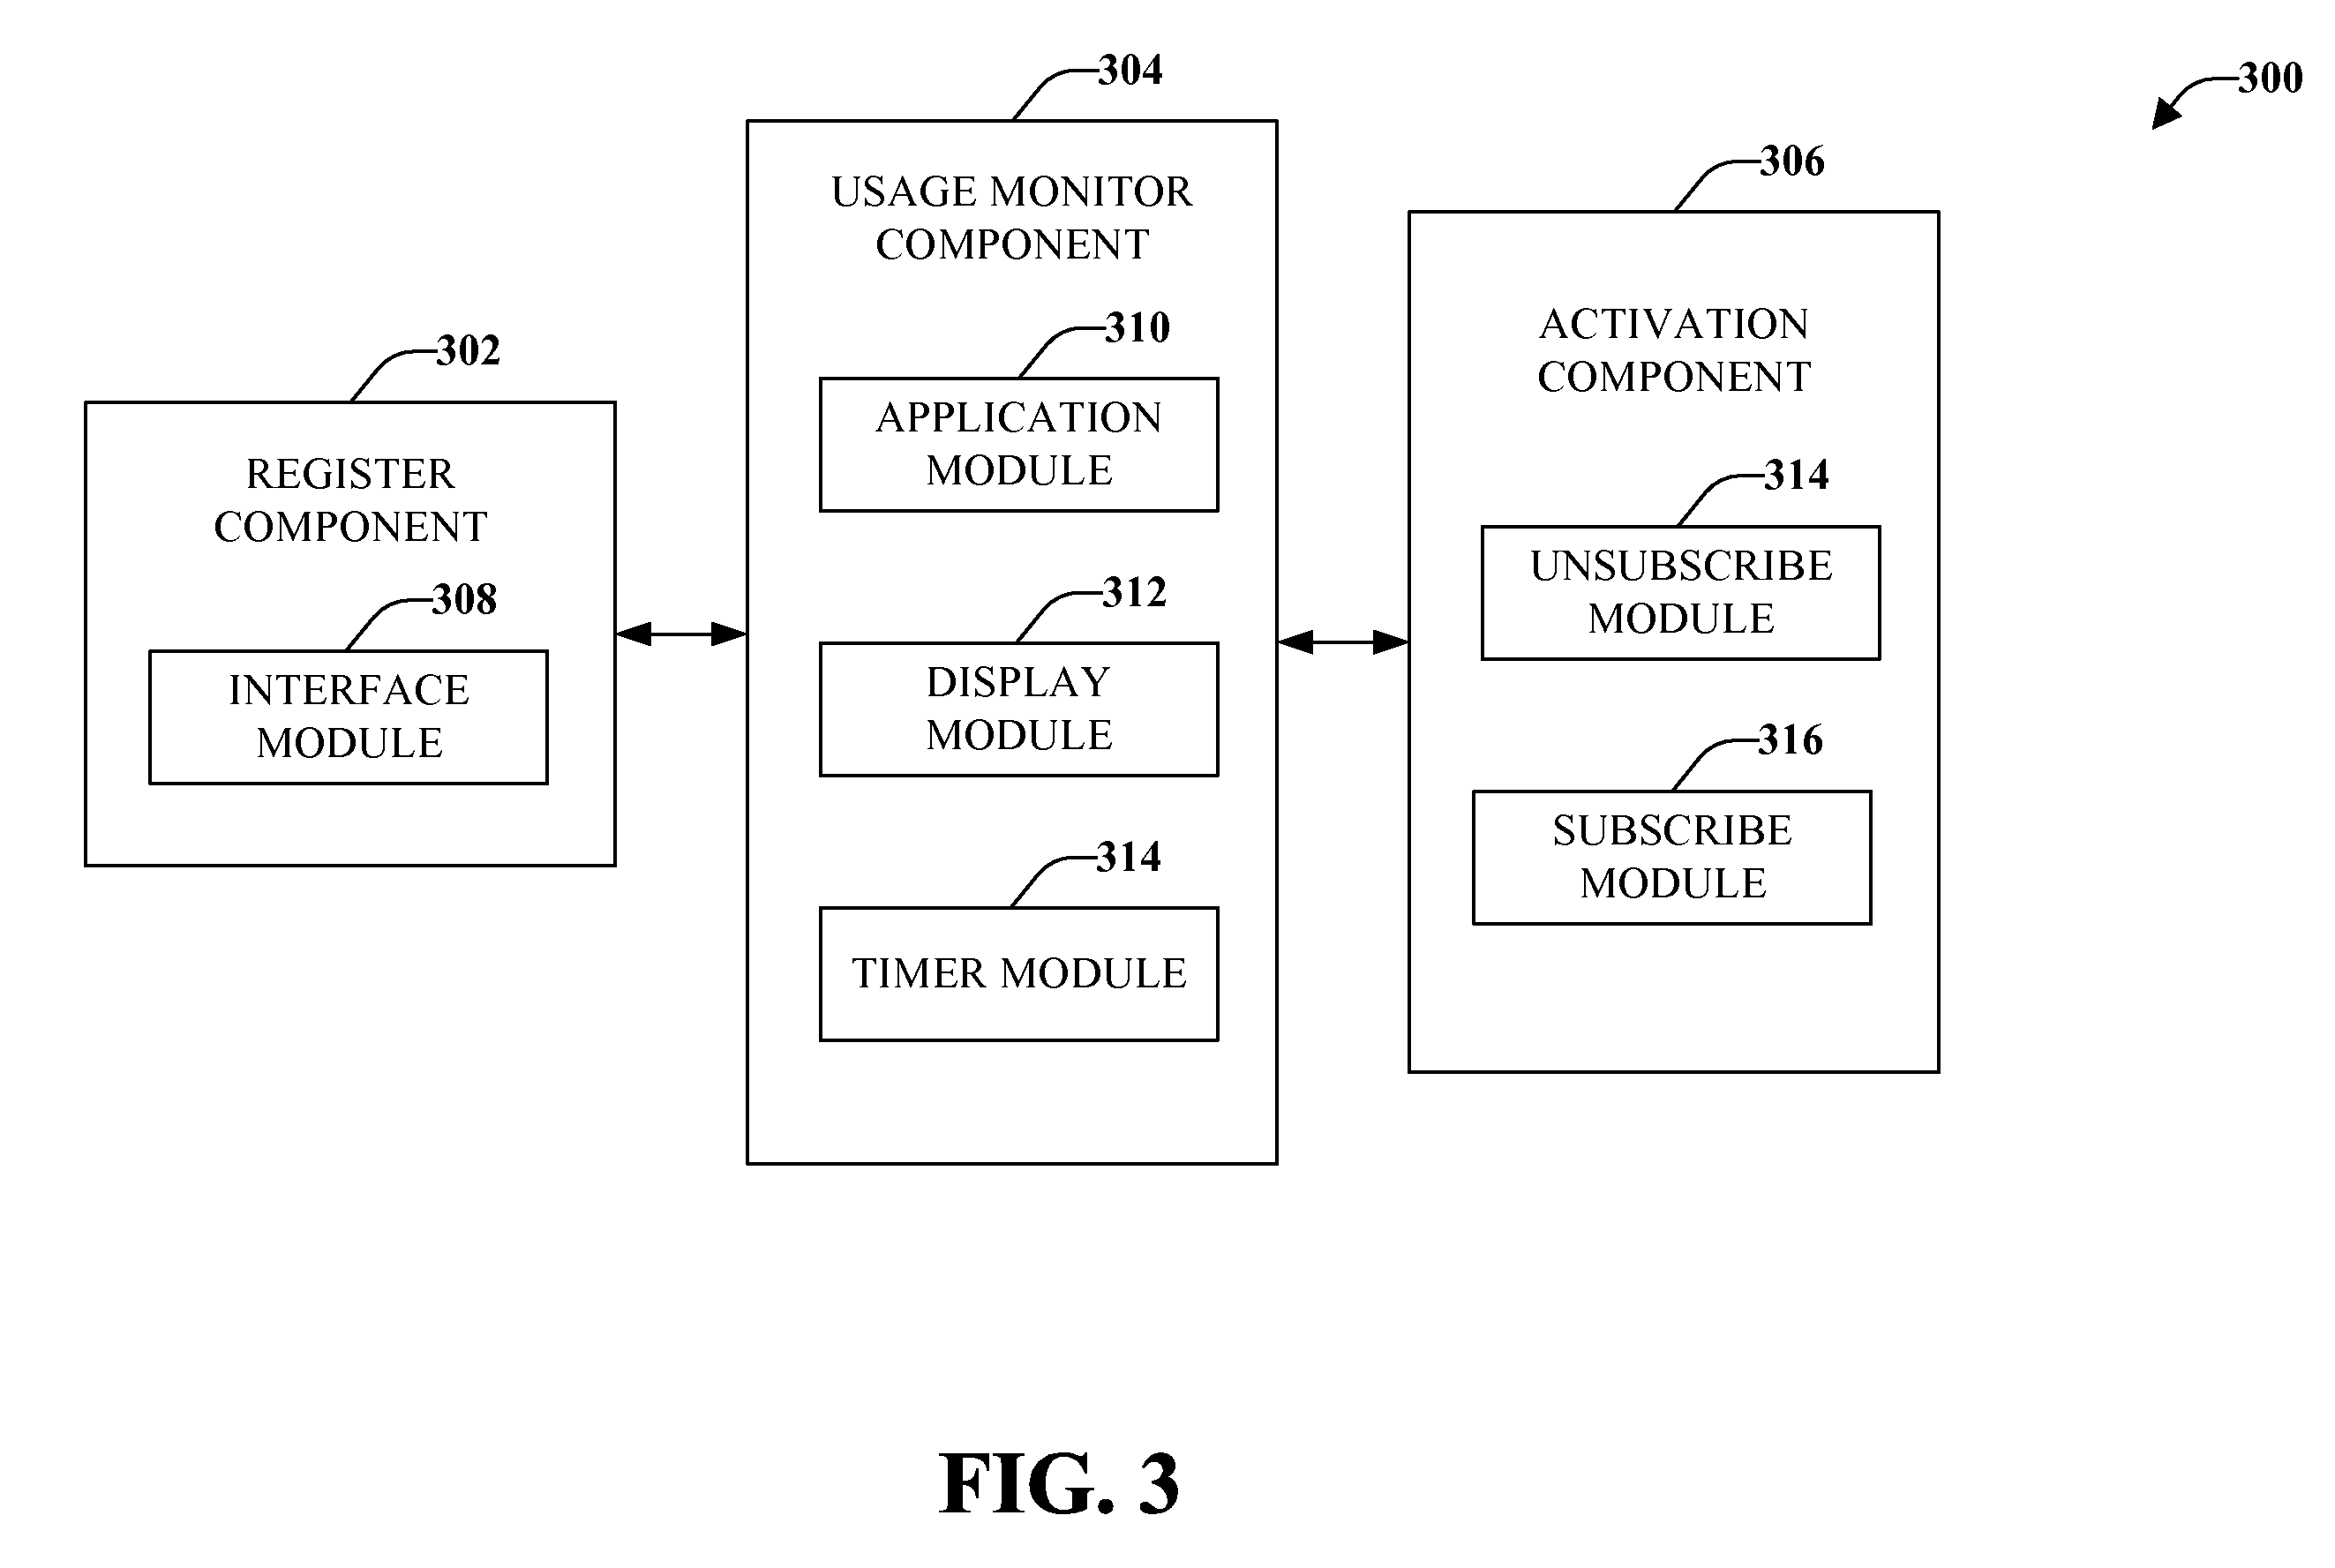 300
302
REGISTER
COMPONENT
308
INTERFACE
MODULE
304
USAGE MONITOR
COMPONENT
310
APPLICATION
MODULE
312
DISPLAY
MODULE
314
TIMER MODULE
306
ACTIVATION
COMPONENT
314
UNSUBSCRIBE
MODULE
316
SUBSCRIBE
MODULE
FIG. 3